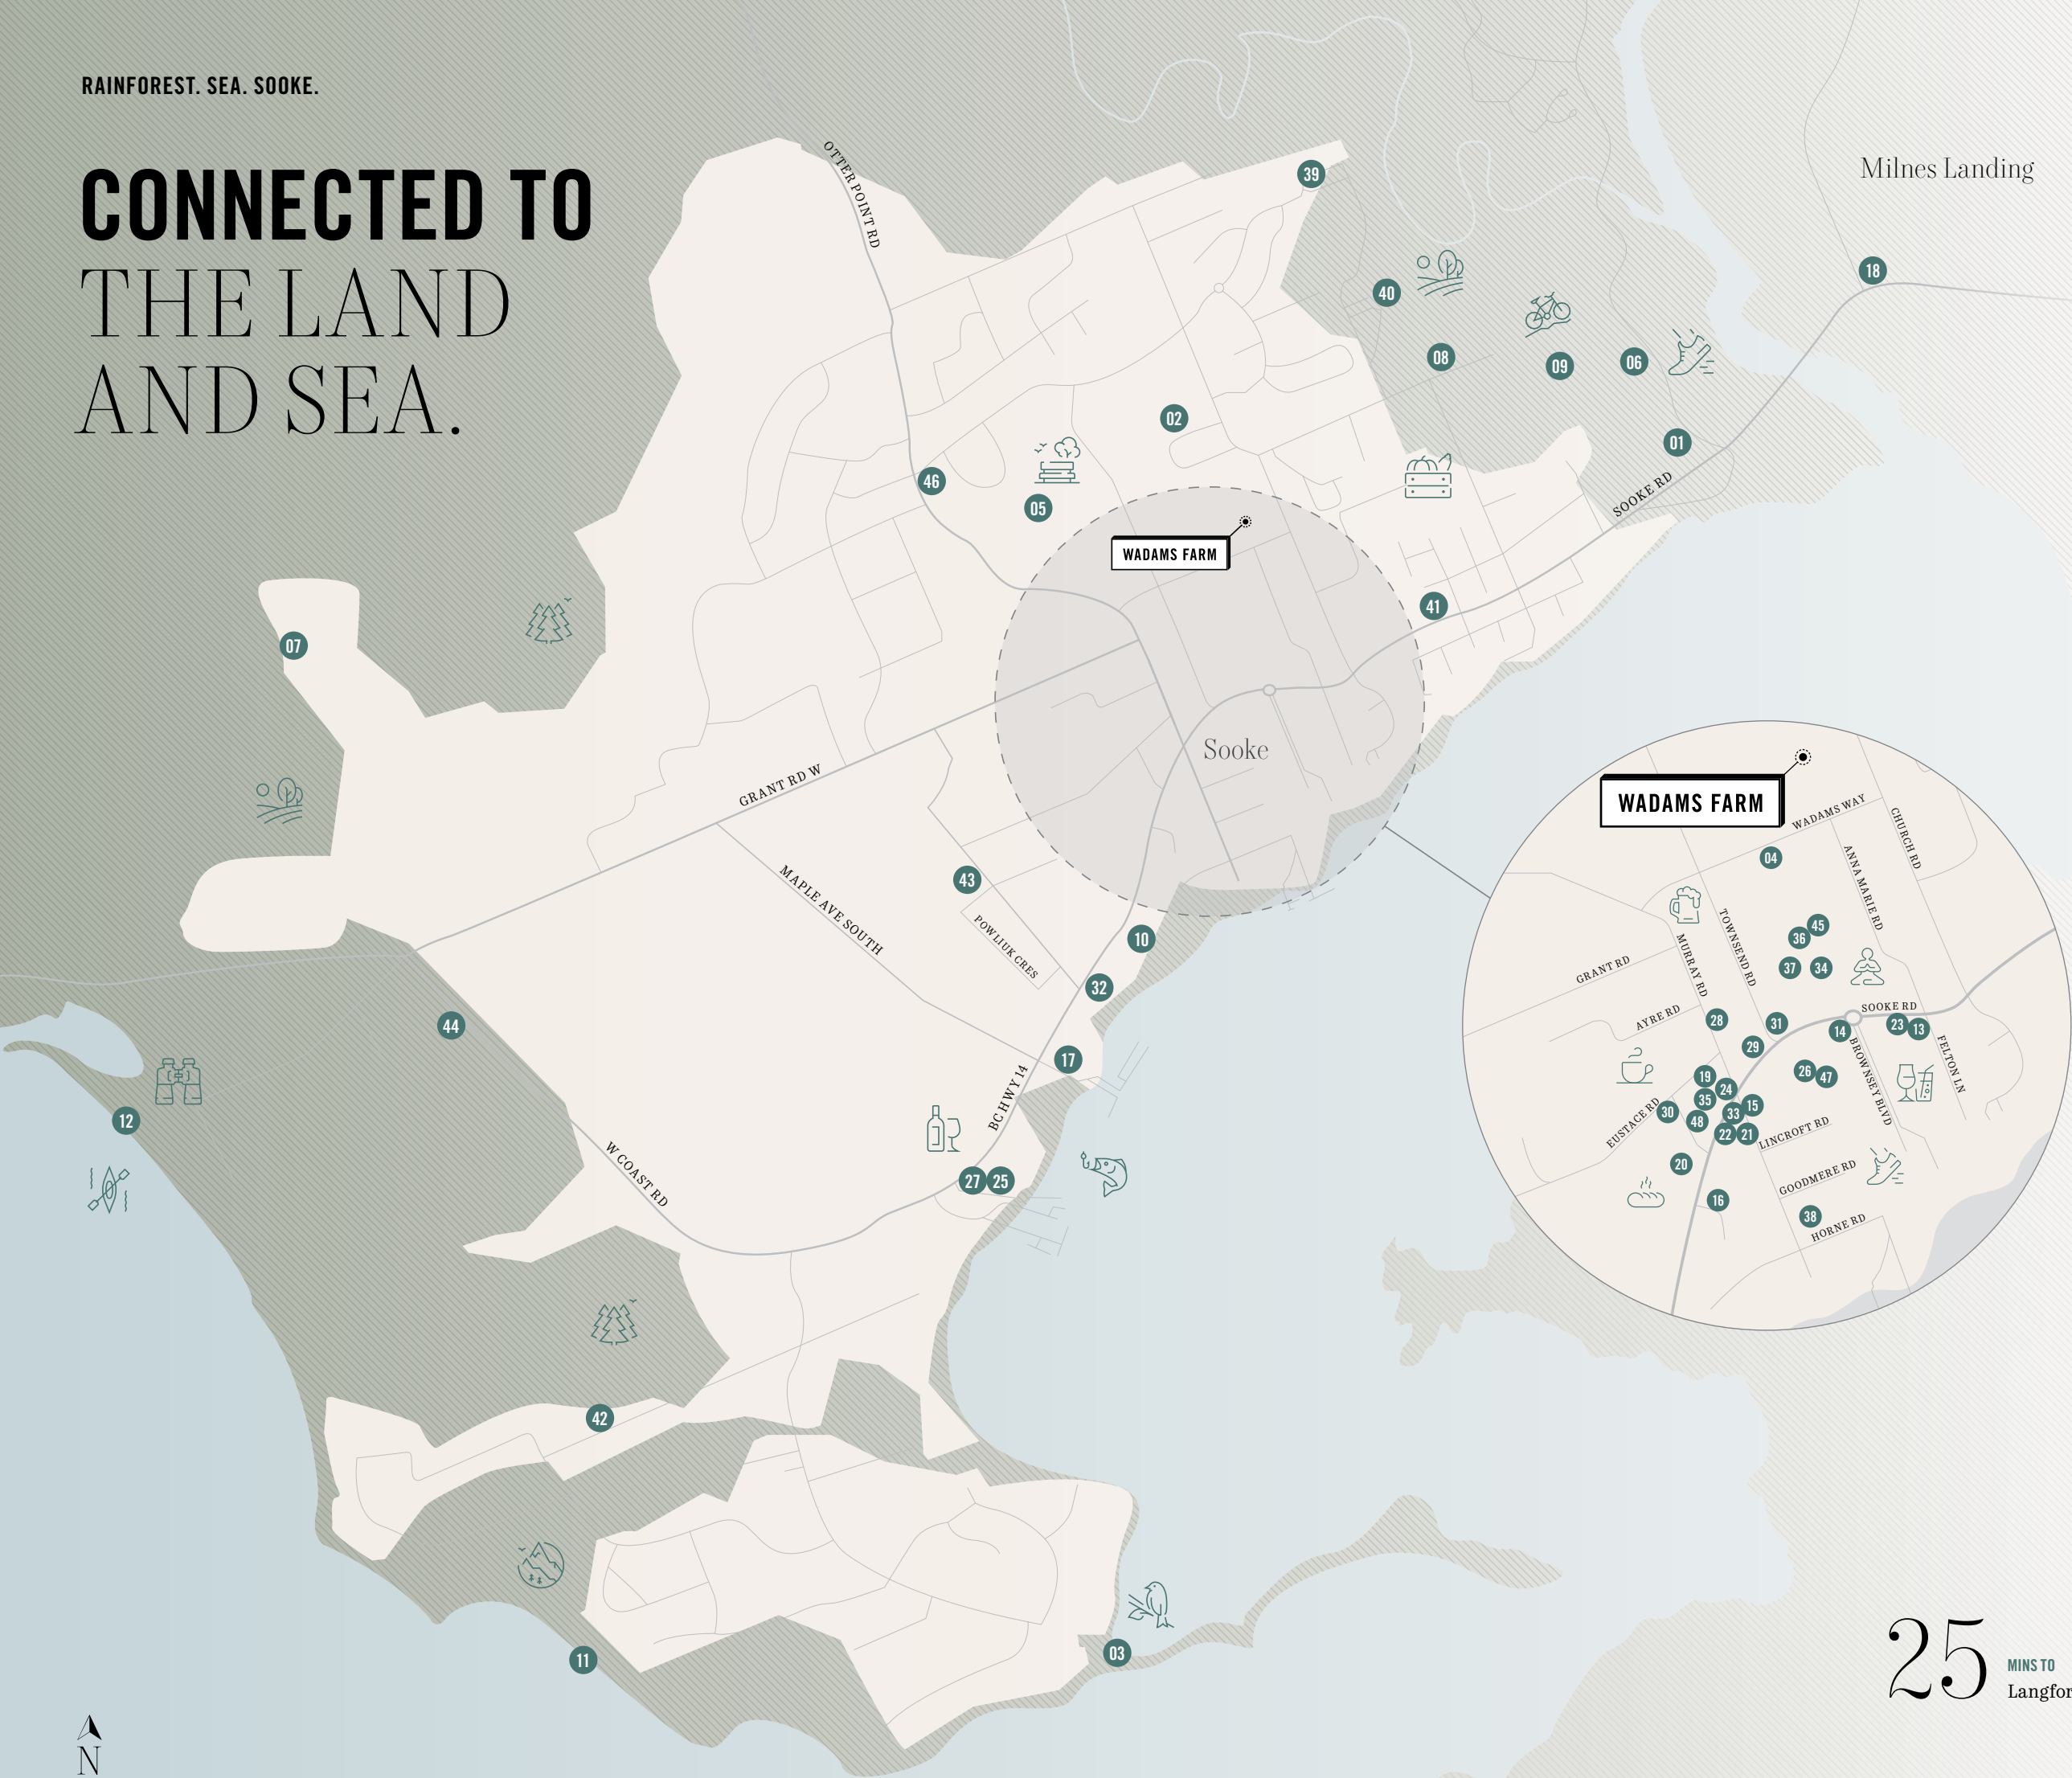 RAINFOREST. SEA. SOOKE.
CONNECTED TO
THE LAND
AND SEA.
OTTER POINT RD
39
Milnes Landing
18
40
08
09
06
02
01
46
05
SOOKE RD
WADAMS FARM
41
07
Sooke
GRANT RD W
MAPLE AVE SOUTH
43
POWLIUK CRES
10
32
44
17
BC HWY 14
12
W COAST RD
27
25
42
11
03
WADAMS FARM
WADAMS WAY
CHURCH RD
04
ANNA MARIE RD
TOWNSEND RD
45
36
MURRAY RD
37
34
GRANT RD
SOOKE RD
AYRE RD
28
31
14
23
13
29
BROWNSEY BLVD
FELTON LN
19
26
47
24
35
15
EUSTACE RD
30
33
48
22
21
LINCROFT RD
20
GOODMERE RD
16
38
HORNE RD
25
MINS TO
Langfor
N